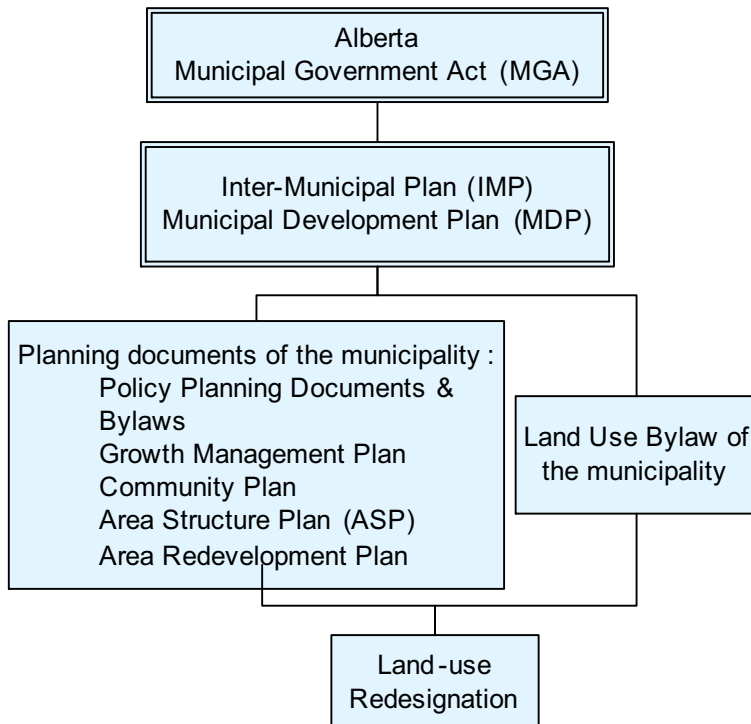 Alberta
Municipal Government Act (MGA)
Inter-Municipal Plan (IMP)
Municipal Development Plan (MDP)
Planning documents of the municipality :
Policy Planning Documents &
Bylaws
Growth Management Plan
Community Plan
Area Structure Plan (ASP)
Area Redevelopment Plan
Land Use Bylaw of
the municipality
Land-use
Redesignation